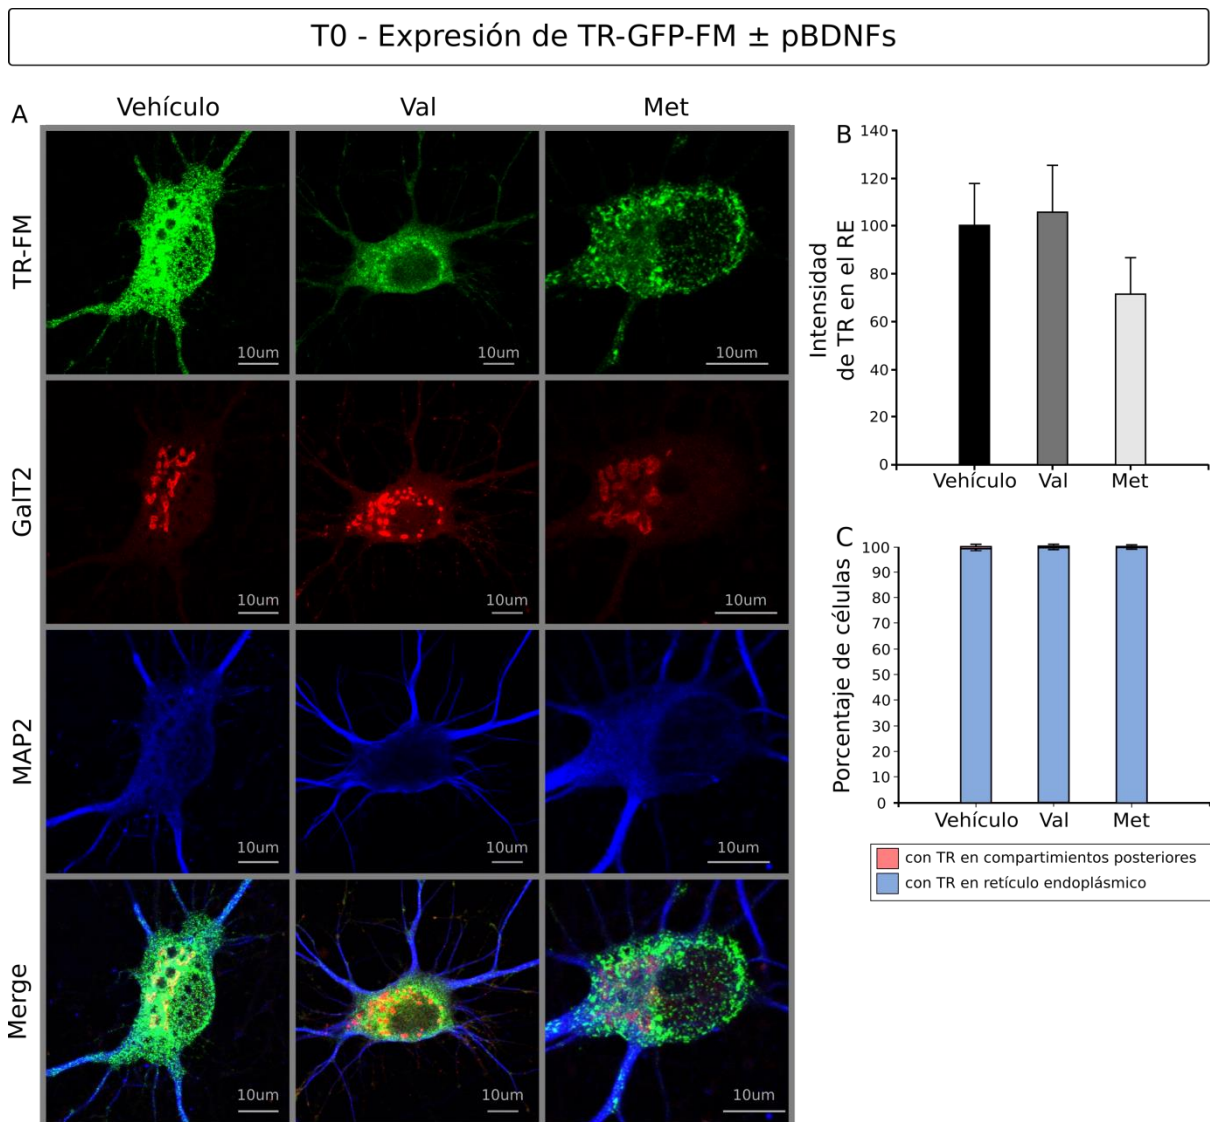 T0 - Expresión de TR-GFP-FM ± pBDNFs
A
Vehículo
Val
Met
TR-FM
10um
10um
10um
GalT2
10um
10um
10um
MAP2
10um
10um
10um
Merge
10um
10um
10um
B
Intensidad
de TR en el RE
140
120
100
80
60
40
20
0
Vehículo
Val
Met
C
Porcentaje de células
100
90
80
70
60
50
40
30
20
10
0
Vehículo
Val
Met
con TR en compartimientos posteriores
con TR en retículo endoplásmico